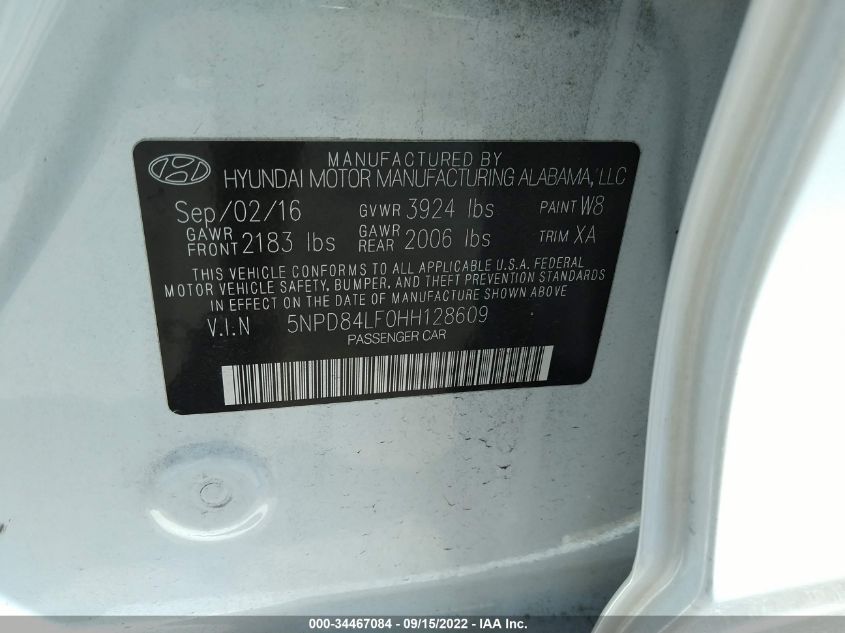 MANUFACTURED BY
HYUNDAI MOTOR MANUFACTURING ALABAMA, LLC
Sep/02/16 GVWR 3924 lbs PAINT W8
GAWR FRONT 2183 lbs GAWR REAR 2006 lbs TRIM XA
THIS VEHICLE CONFORMS TO ALL APPLICABLE U.S.A. FEDERAL
MOTOR VEHICLE SAFETY, BUMPER, AND THEFT PREVENTION STANDARDS
IN EFFECT ON THE DATE OF MANUFACTURE SHOWN ABOVE
V.I.N 5NPD84LF0HH128609
PASSENGER CAR
000-34467084 - 09/15/2022 - IAA Inc.